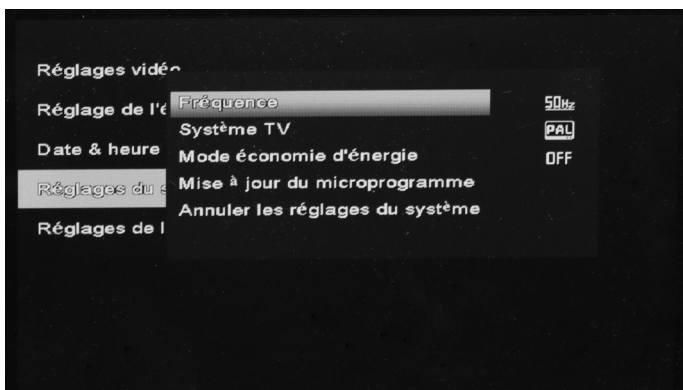 Réglages vidé
Réglage de l'é
Date & heure
Réglages du s
Réglages de l
Fréquence 50Hz
Système TV PAL
Mode économie d'énergie OFF
Mise à jour du microprogramme
Annuler les réglages du système